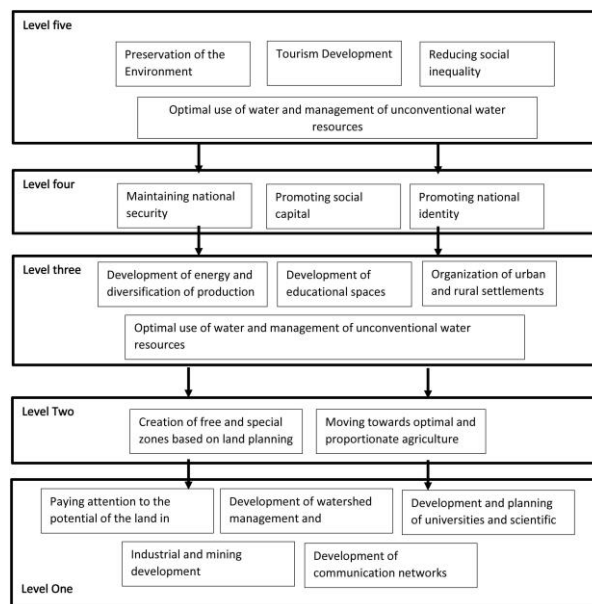 Level five
Preservation of the
Environment
Tourism Development
Reducing social
inequality
Optimal use of water and management of unconventional water
resources
Level four
Maintaining national
security
Promoting social
capital
Promoting national
identity
Level three
Development of energy and
diversification of production
Development of
educational spaces
Organization of urban
and rural settlements
Optimal use of water and management of unconventional water
resources
Level Two
Creation of free and special
zones based on land planning
Moving towards optimal and
proportionate agriculture
Paying attention to the
potential of the land in
Development of watershed
management and
Development and planning
of universities and scientific
Industrial and mining
development
Development of
communication networks
Level One